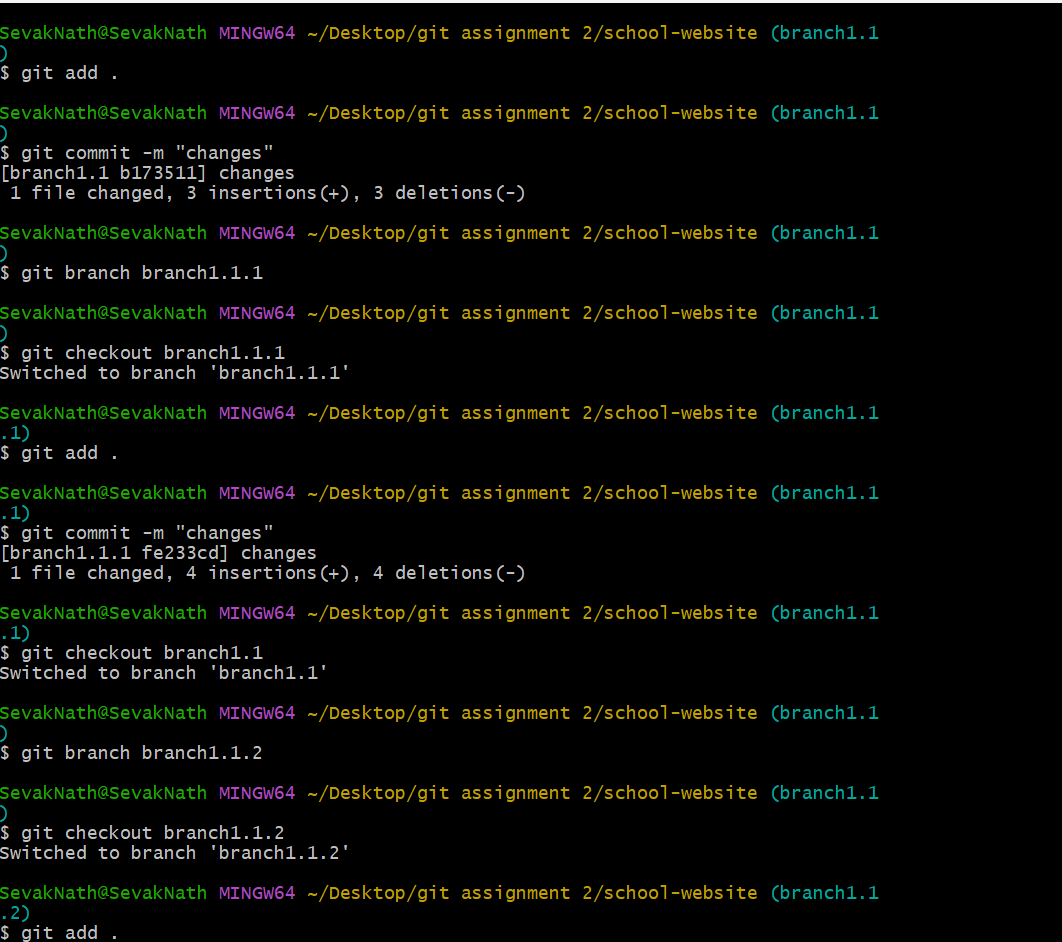 SevakNath@SevakNath MINGW64 ~/Desktop/git assignment 2/school-website (branch1.1
)
$ git add .
SevakNath@SevakNath MINGW64 ~/Desktop/git assignment 2/school-website (branch1.1
)
$ git commit -m "changes"
[branch1.1 b173511] changes
 1 file changed, 3 insertions(+), 3 deletions(-)
SevakNath@SevakNath MINGW64 ~/Desktop/git assignment 2/school-website (branch1.1
)
$ git branch branch1.1.1
SevakNath@SevakNath MINGW64 ~/Desktop/git assignment 2/school-website (branch1.1
)
$ git checkout branch1.1.1
Switched to branch 'branch1.1.1'
SevakNath@SevakNath MINGW64 ~/Desktop/git assignment 2/school-website (branch1.1
.1)
$ git add .
SevakNath@SevakNath MINGW64 ~/Desktop/git assignment 2/school-website (branch1.1
.1)
$ git commit -m "changes"
[branch1.1.1 fe233cd] changes
 1 file changed, 4 insertions(+), 4 deletions(-)
SevakNath@SevakNath MINGW64 ~/Desktop/git assignment 2/school-website (branch1.1
.1)
$ git checkout branch1.1
Switched to branch 'branch1.1'
SevakNath@SevakNath MINGW64 ~/Desktop/git assignment 2/school-website (branch1.1
)
$ git branch branch1.1.2
SevakNath@SevakNath MINGW64 ~/Desktop/git assignment 2/school-website (branch1.1
)
$ git checkout branch1.1.2
Switched to branch 'branch1.1.2'
SevakNath@SevakNath MINGW64 ~/Desktop/git assignment 2/school-website (branch1.1
.2)
$ git add .